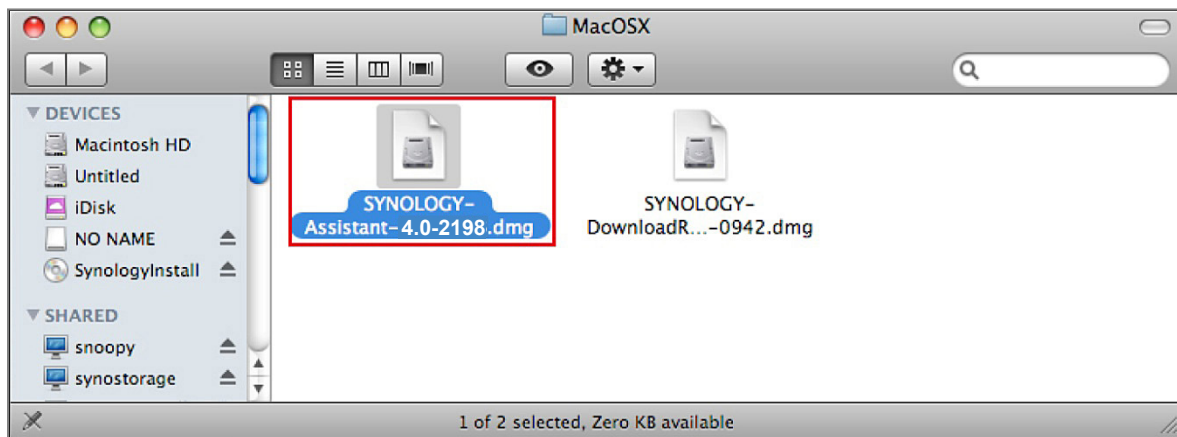 MacOSX
DEVICES
Macintosh HD
Untitled
iDisk
NO NAME
SynologyInstall
SHARED
snoopy
synostorage
SYNOLOGY-
Assistant-4.0-2198.dmg
SYNOLOGY-
DownloadR...-0942.dmg
1 of 2 selected, Zero KB available